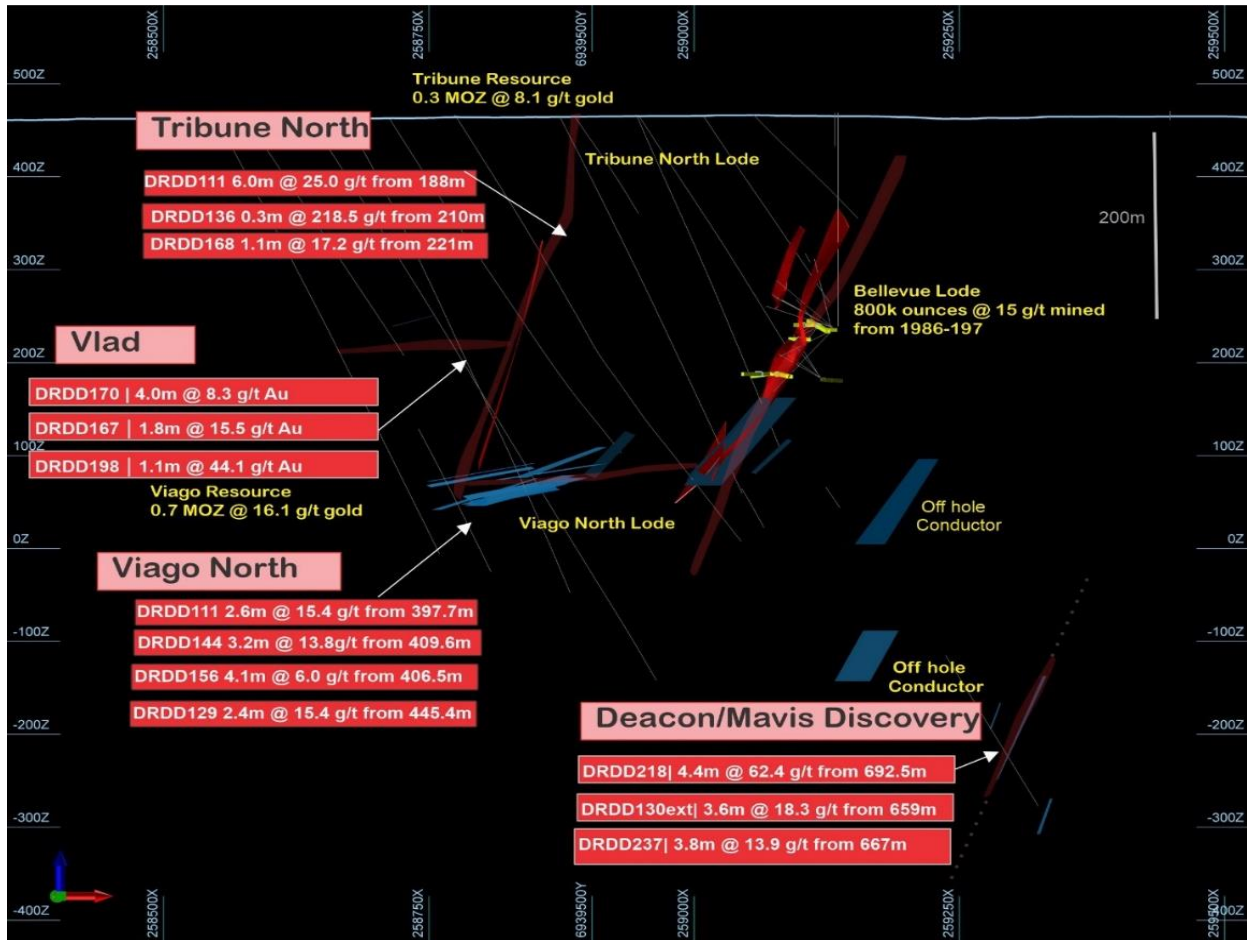 258500X
258750X
6939500Y
259000X
259250X
259500X
500Z
500Z
Tribune Resource
0.3 MOZ @ 8.1 g/t gold
Tribune North
Tribune North Lode
400Z
400Z
DRDD111 6.0m @ 25.0 g/t from 188m
DRDD136 0.3m @ 218.5 g/t from 210m
DRDD168 1.1m @ 17.2 g/t from 221m
200m
300Z
300Z
Bellevue Lode
800k ounces @ 15 g/t mined
from 1986-197
Vlad
200Z
200Z
DRDD170 | 4.0m @ 8.3 g/t Au
DRDD167 | 1.8m @ 15.5 g/t Au
100Z
100Z
DRDD198 | 1.1m @ 44.1 g/t Au
Viago Resource
0.7 MOZ @ 16.1 g/t gold
Viago North Lode
Off hole
Conductor
0Z
0Z
Viago North
DRDD111 2.6m @ 15.4 g/t from 397.7m
DRDD144 3.2m @ 13.8g/t from 409.6m
DRDD156 4.1m @ 6.0 g/t from 406.5m
DRDD129 2.4m @ 15.4 g/t from 445.4m
-100Z
-100Z
Off hole
Conductor
-200Z
-200Z
Deacon/Mavis Discovery
DRDD218| 4.4m @ 62.4 g/t from 692.5m
DRDD130ext| 3.6m @ 18.3 g/t from 659m
DRDD237| 3.8m @ 13.9 g/t from 667m
-300Z
-300Z
-400Z
-400Z
258500X
258750X
6939500Y
259000X
259250X
259500X